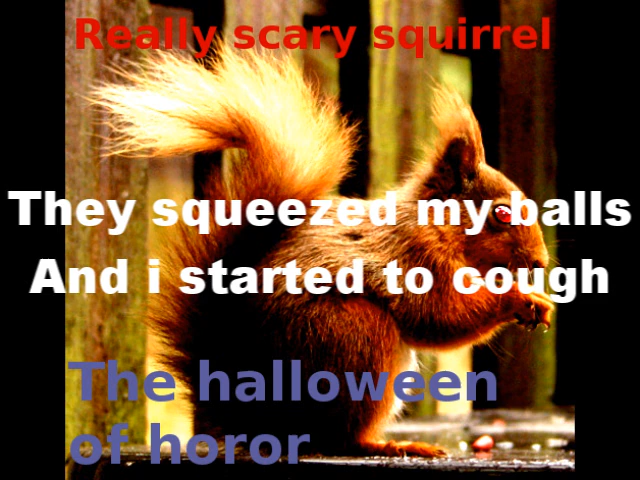 Really scary squirrel
They squeezed my balls
And i started to cough
The halloween
of horor